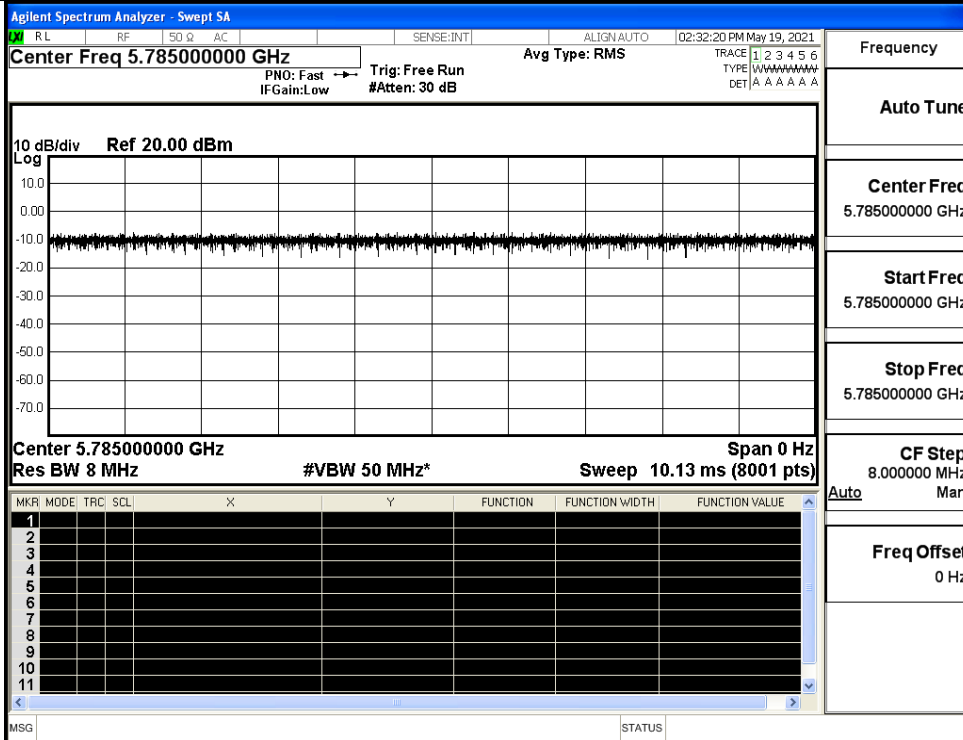 Agilent Spectrum Analyzer - Swept SA
LXI RL RF 50 Ω AC SENSE:INT ALIGN AUTO 02:32:20 PM May 19, 2021
Center Freq 5.785000000 GHz
Avg Type: RMS
TRACE 1 2 3 4 5 6
TYPE WWWWWW
DET A A A A A A
PNO: Fast
IFGain:Low
Trig: Free Run
#Atten: 30 dB
10 dB/div Ref 20.00 dBm
Log
10.0
0.00
-10.0
-20.0
-30.0
-40.0
-50.0
-60.0
-70.0
Center 5.785000000 GHz Span 0 Hz
Res BW 8 MHz #VBW 50 MHz* Sweep 10.13 ms (8001 pts)
MKR MODE TRC SCL X Y FUNCTION FUNCTION WIDTH FUNCTION VALUE
1
2
3
4
5
6
7
8
9
10
11
MSG STATUS
Frequency
Auto Tune
Center Freq
5.785000000 GHz
Start Freq
5.785000000 GHz
Stop Freq
5.785000000 GHz
CF Step
8.000000 MHz
Auto Man
Freq Offset
0 Hz